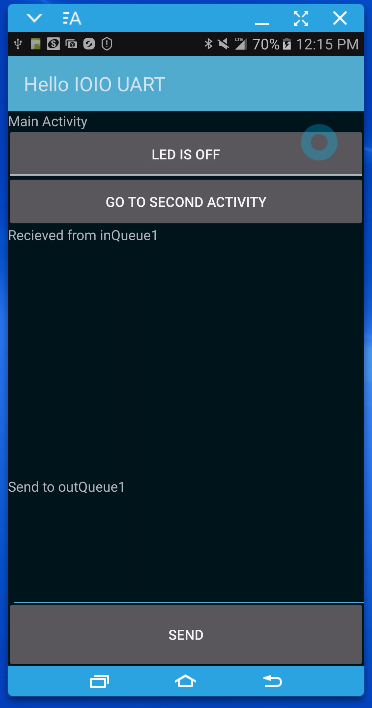 70% 12:15 PM
Hello IOIO UART
Main Activity
LED IS OFF
GO TO SECOND ACTIVITY
Recieved from inQueue1
Send to outQueue1
SEND